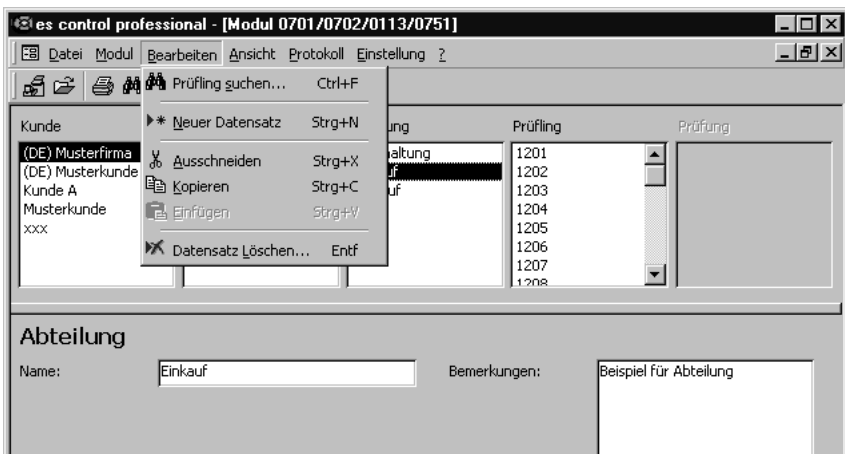 es control professional - [Modul 0701/0702/0113/0751]
Datei Modul Bearbeiten Ansicht Protokoll Einstellung ?
Prüfling suchen... Ctrl+F
Neuer Datensatz Strg+N
Ausschneiden Strg+X
Kopieren Strg+C
Einfügen Strg+V
Datensatz Löschen... Entf
Kunde Prüfling Prüfung
(DE) Musterfirma 1201
(DE) Musterkunde 1202
Kunde A 1203
Musterkunde 1204
xxx 1205
1206
1207
1208
Abteilung
Name: Einkauf Bemerkungen: Beispiel für Abteilung